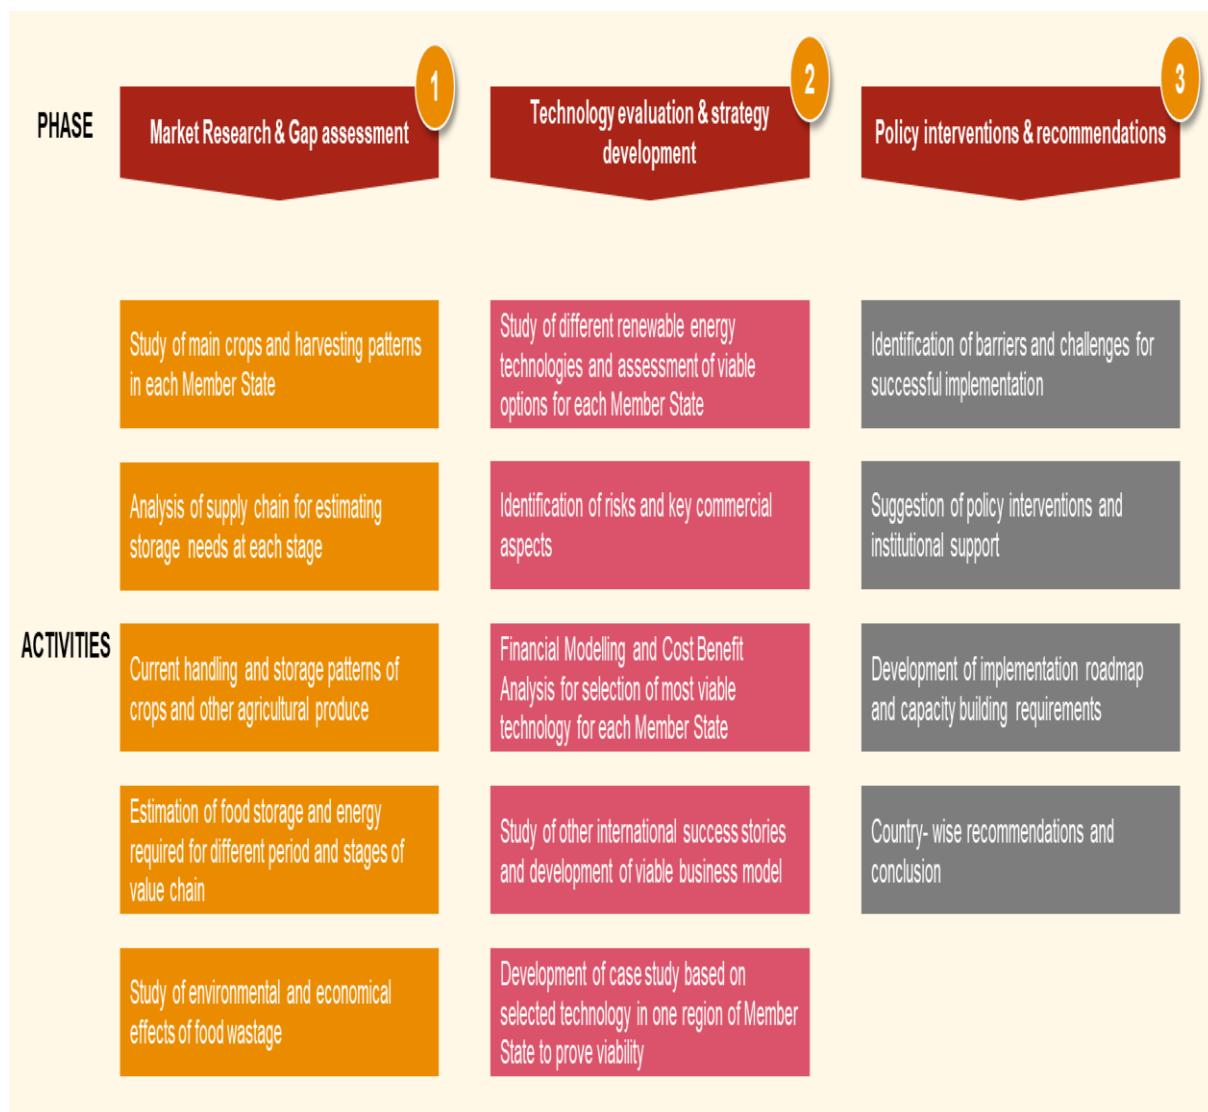 PHASE
1
Market Research & Gap assessment
2
Technology evaluation & strategy
development
3
Policy interventions & recommendations
ACTIVITIES
Study of main crops and harvesting patterns
in each Member State
Analysis of supply chain for estimating
storage needs at each stage
Current handling and storage patterns of
crops and other agricultural produce
Estimation of food storage and energy
required for different period and stages of
value chain
Study of environmental and economical
effects of food wastage
Study of different renewable energy
technologies and assessment of viable
options for each Member State
Identification of risks and key commercial
aspects
Financial Modelling and Cost Benefit
Analysis for selection of most viable
technology for each Member State
Study of other international success stories
and development of viable business model
Development of case study based on
selected technology in one region of Member
State to prove viability
Identification of barriers and challenges for
successful implementation
Suggestion of policy interventions and
institutional support
Development of implementation roadmap
and capacity building requirements
Country- wise recommendations and
conclusion